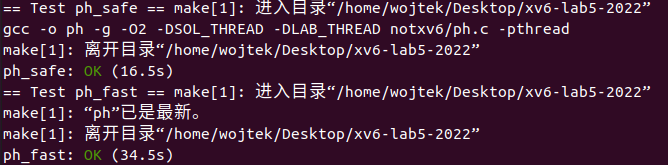 == Test ph_safe == make[1]: 进入目录“/home/wojtek/Desktop/xv6-lab5-2022”
gcc -o ph -g -O2 -DSOL_THREAD -DLAB_THREAD notxv6/ph.c -pthread
make[1]: 离开目录“/home/wojtek/Desktop/xv6-lab5-2022”
ph_safe: OK (16.5s)
== Test ph_fast == make[1]: 进入目录“/home/wojtek/Desktop/xv6-lab5-2022”
make[1]: “ph”已是最新。
make[1]: 离开目录“/home/wojtek/Desktop/xv6-lab5-2022”
ph_fast: OK (34.5s)